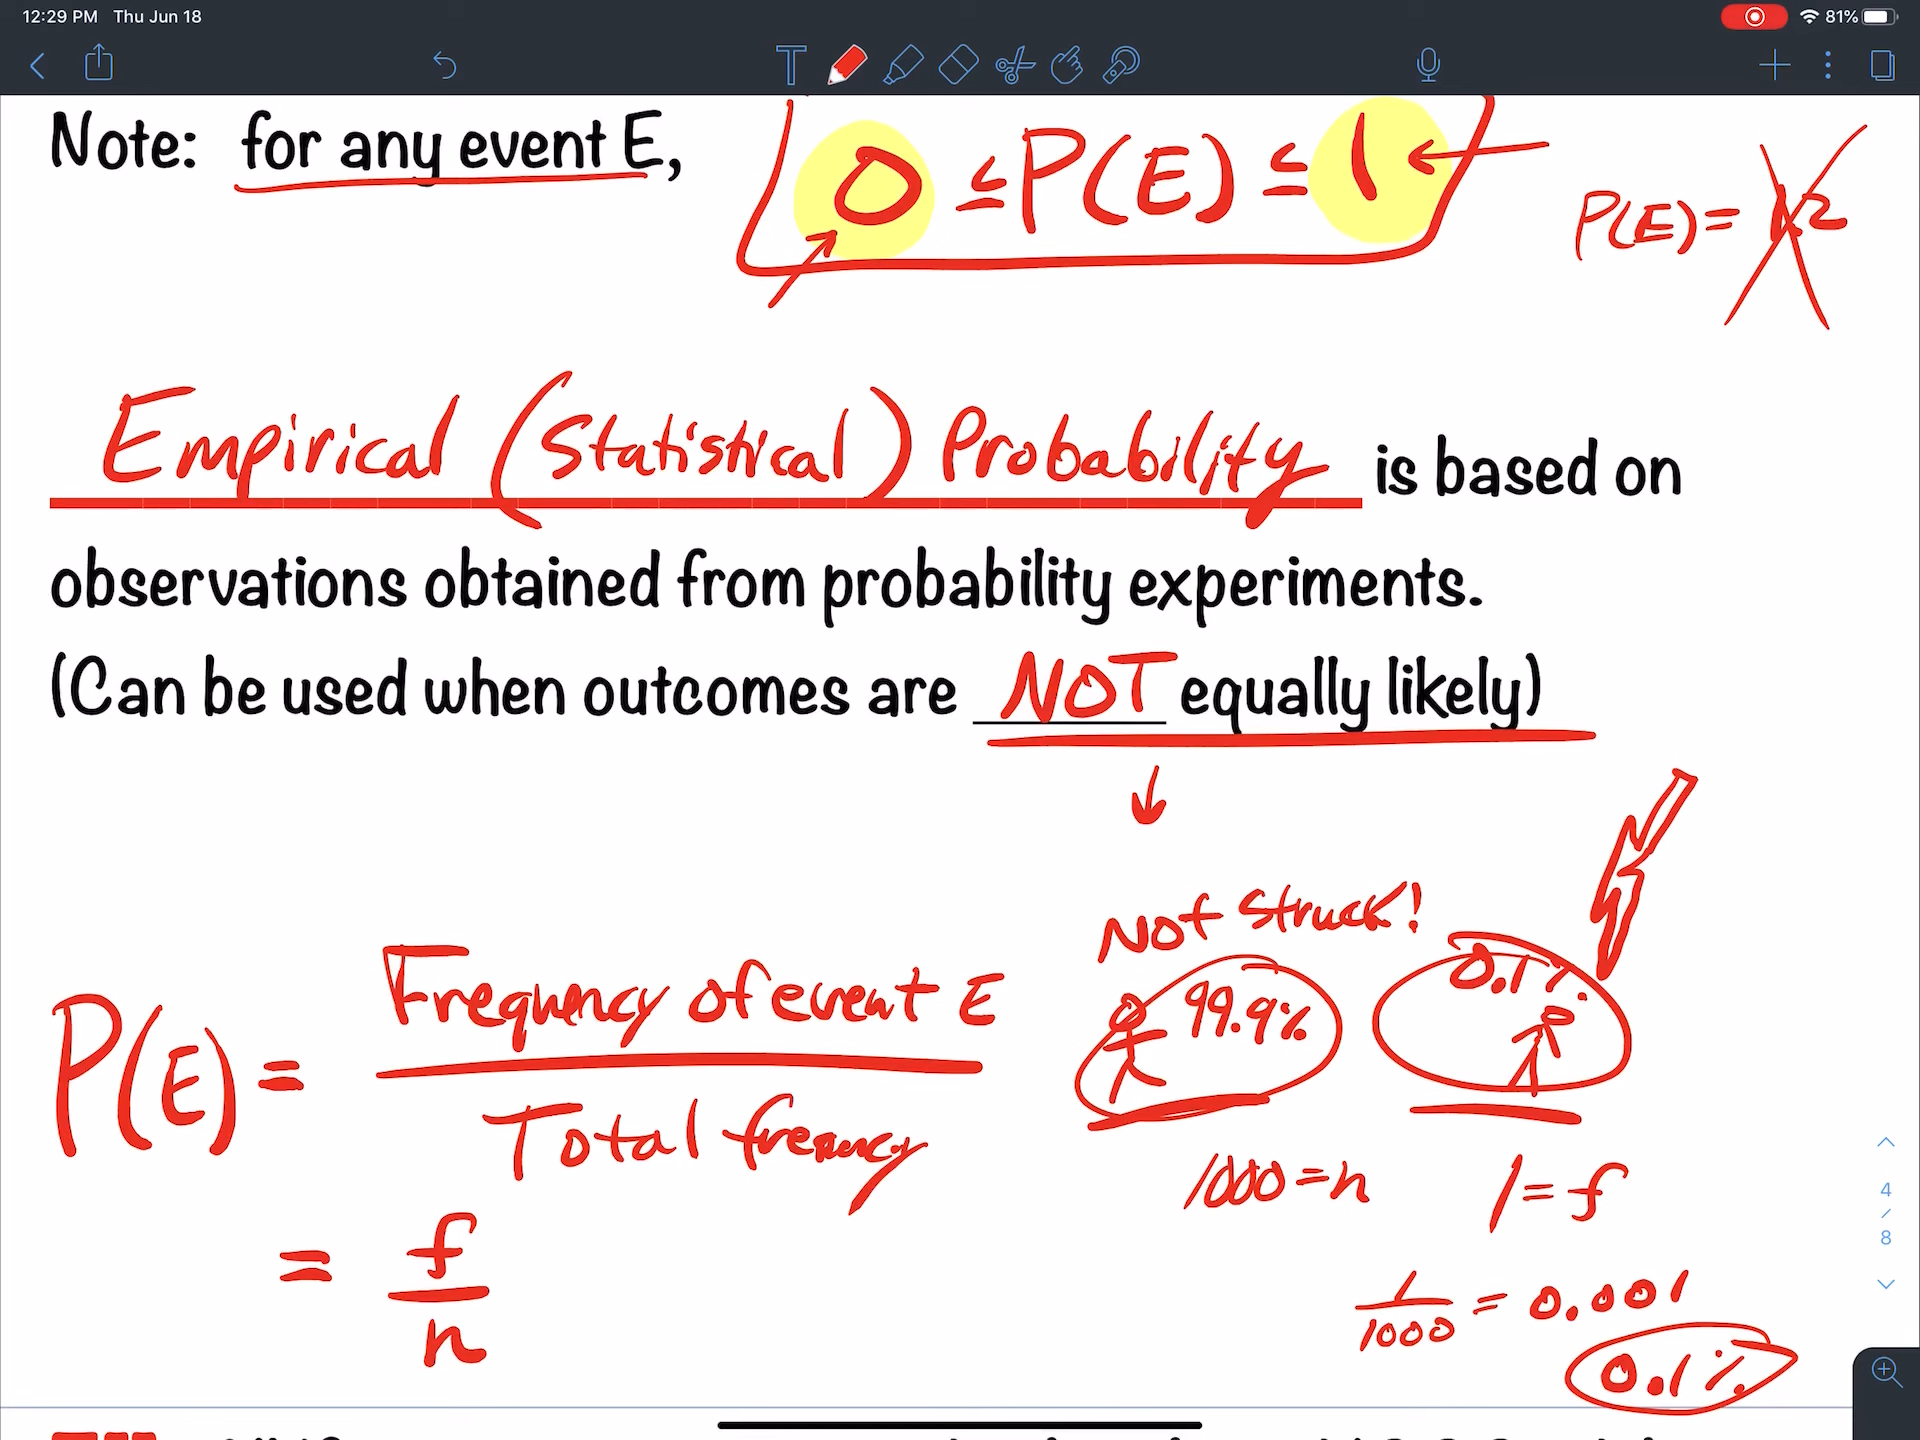 12:29 PM Thu Jun 18
81%
Note: for any event E, 0 ≤ P(E) ≤ 1
P(E) = 1.2
Empirical (Statistical) Probability is based on
observations obtained from probability experiments.
(Can be used when outcomes are NOT equally likely)
Not Struck!
99.9%
0.1%
P(E) = Frequency of event E
Total
= f
n
1000 = n
1 = f
1
1000 = 0.001
0.1%
4
/
8